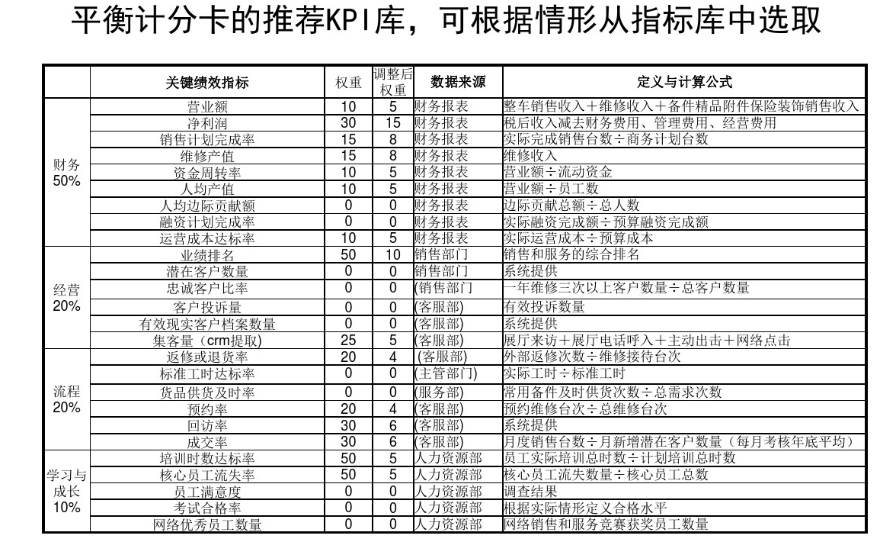 平衡计分卡的推荐KPI库，可根据情形从指标库中选取
关键绩效指标 权重 调整后权重 数据来源 定义与计算公式
财务 50%
营业额 10 5 财务报表 整车销售收入＋维修收入＋备件精品附件保险装饰销售收入
净利润 30 15 财务报表 税后收入减去财务费用、管理费用、经营费用
销售计划完成率 15 8 财务报表 实际完成销售台数÷商务计划台数
维修产值 15 8 财务报表 维修收入
资金周转率 10 5 财务报表 营业额÷流动资金
人均产值 10 5 财务报表 营业额÷员工数
人均边际贡献额 0 0 财务报表 边际贡献总额÷总人数
融资计划完成率 0 0 财务报表 实际融资完成额÷预算融资完成额
运营成本达标率 10 5 财务报表 实际运营成本÷预算成本
经营 20%
业绩排名 50 10 销售部门 销售和服务的综合排名
潜在客户数量 0 0 销售部门 系统提供
忠诚客户比率 0 0 (销售部门 一年维修三次以上客户数量÷总客户数量
客户投诉量 0 0 (客服部) 有效投诉数量
有效现实客户档案数量 0 0 (客服部) 系统提供
集客量（crm提取) 25 5 (客服部) 展厅来访＋展厅电话呼入＋主动出击＋网络点击
流程 20%
返修或退货率 20 4 (客服部) 外部返修次数÷维修接待台次
标准工时达标率 0 0 (主管部门) 实际工时÷标准工时
货品供货及时率 0 0 (服务部) 常用备件及时供货次数÷总需求次数
预约率 20 4 (客服部) 预约维修台次÷总维修台次
回访率 30 6 (客服部) 系统提供
成交率 30 6 (客服部) 月度销售台数÷月新增潜在客户数量（每月考核年底平均）
学习与成长 10%
培训时数达标率 50 5 人力资源部 员工实际培训总时数÷计划培训总时数
核心员工流失率 50 5 人力资源部 核心员工流失数量÷核心员工总数
员工满意度 0 0 人力资源部 调查结果
考试合格率 0 0 人力资源部 根据实际情形定义合格水平
网络优秀员工数量 0 0 人力资源部 网络销售和服务竞赛获奖员工数量